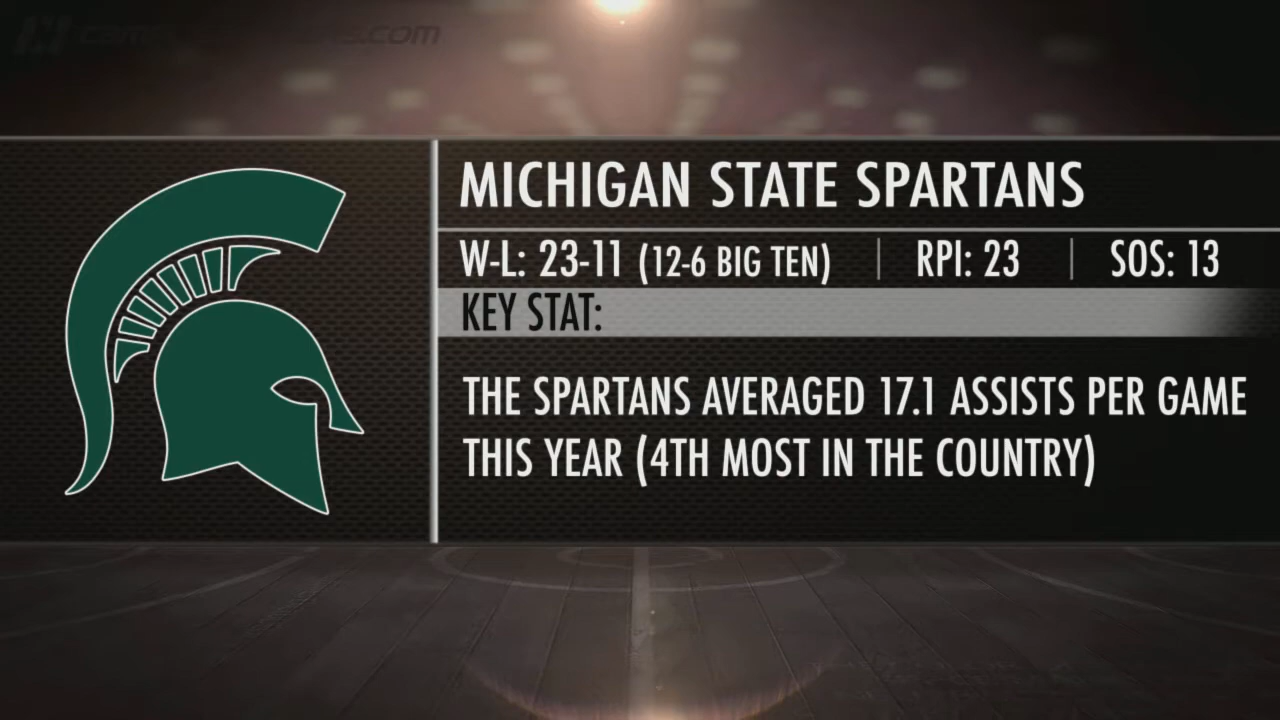 MICHIGAN STATE SPARTANS
W-L: 23-11 (12-6 BIG TEN) | RPI: 23 | SOS: 13
KEY STAT:
THE SPARTANS AVERAGED 17.1 ASSISTS PER GAME
THIS YEAR (4TH MOST IN THE COUNTRY)